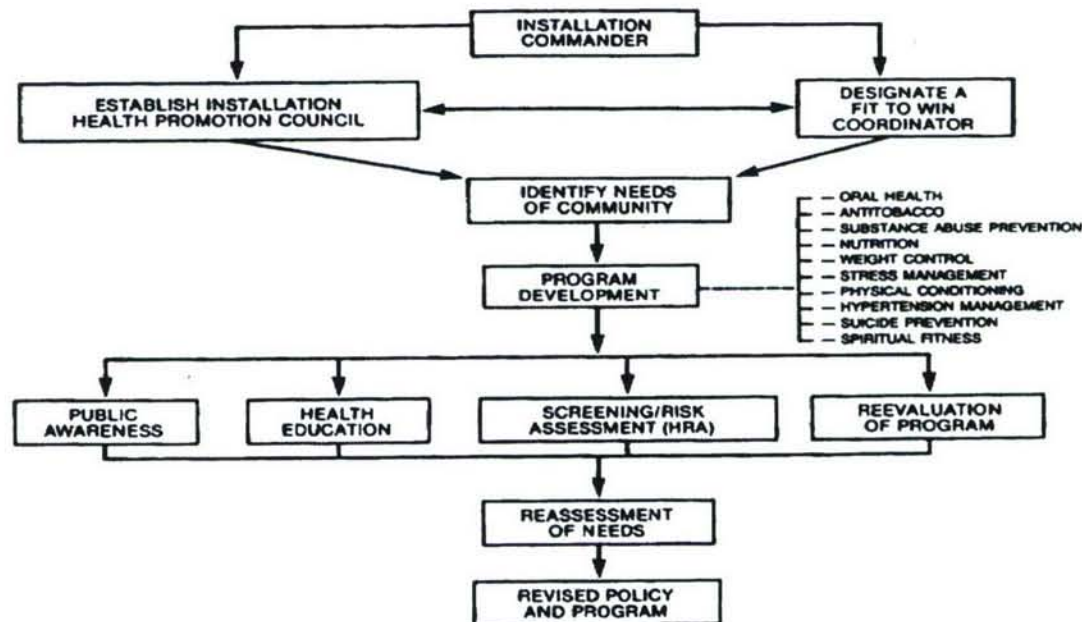 INSTALLATION
COMMANDER
ESTABLISH INSTALLATION
HEALTH PROMOTION COUNCIL
DESIGNATE A
FIT TO WIN
COORDINATOR
IDENTIFY NEEDS
OF COMMUNITY
PROGRAM
DEVELOPMENT
ORAL HEALTH
ANTITOBACCO
SUBSTANCE ABUSE PREVENTION
NUTRITION
WEIGHT CONTROL
STRESS MANAGEMENT
PHYSICAL CONDITIONING
HYPERTENSION MANAGEMENT
SUICIDE PREVENTION
SPIRITUAL FITNESS
PUBLIC
AWARENESS
HEALTH
EDUCATION
SCREENING/RISK
ASSESSMENT (HRA)
REEVALUATION
OF PROGRAM
REASSESSMENT
OF NEEDS
REVISED POLICY
AND PROGRAM